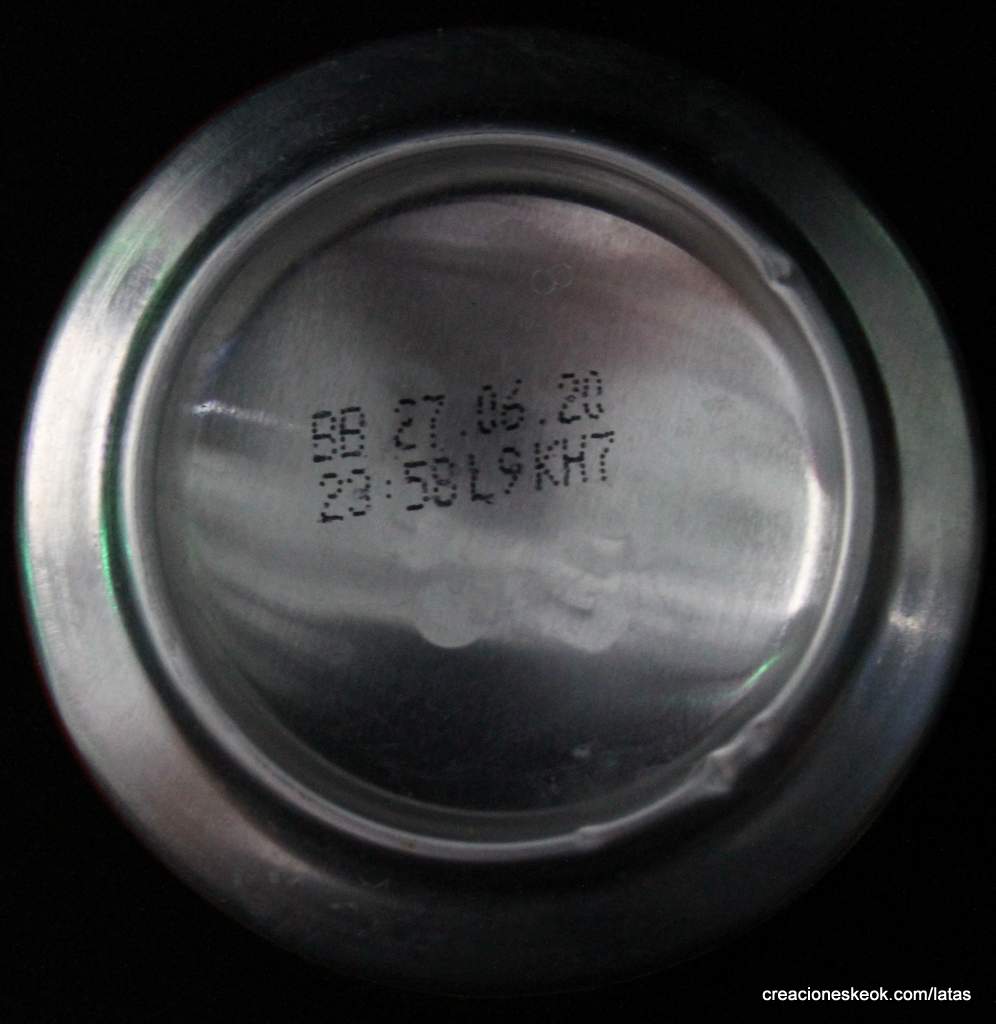 BB 27.06.20
23:58L9KH7
creacioneskeok.com/latas